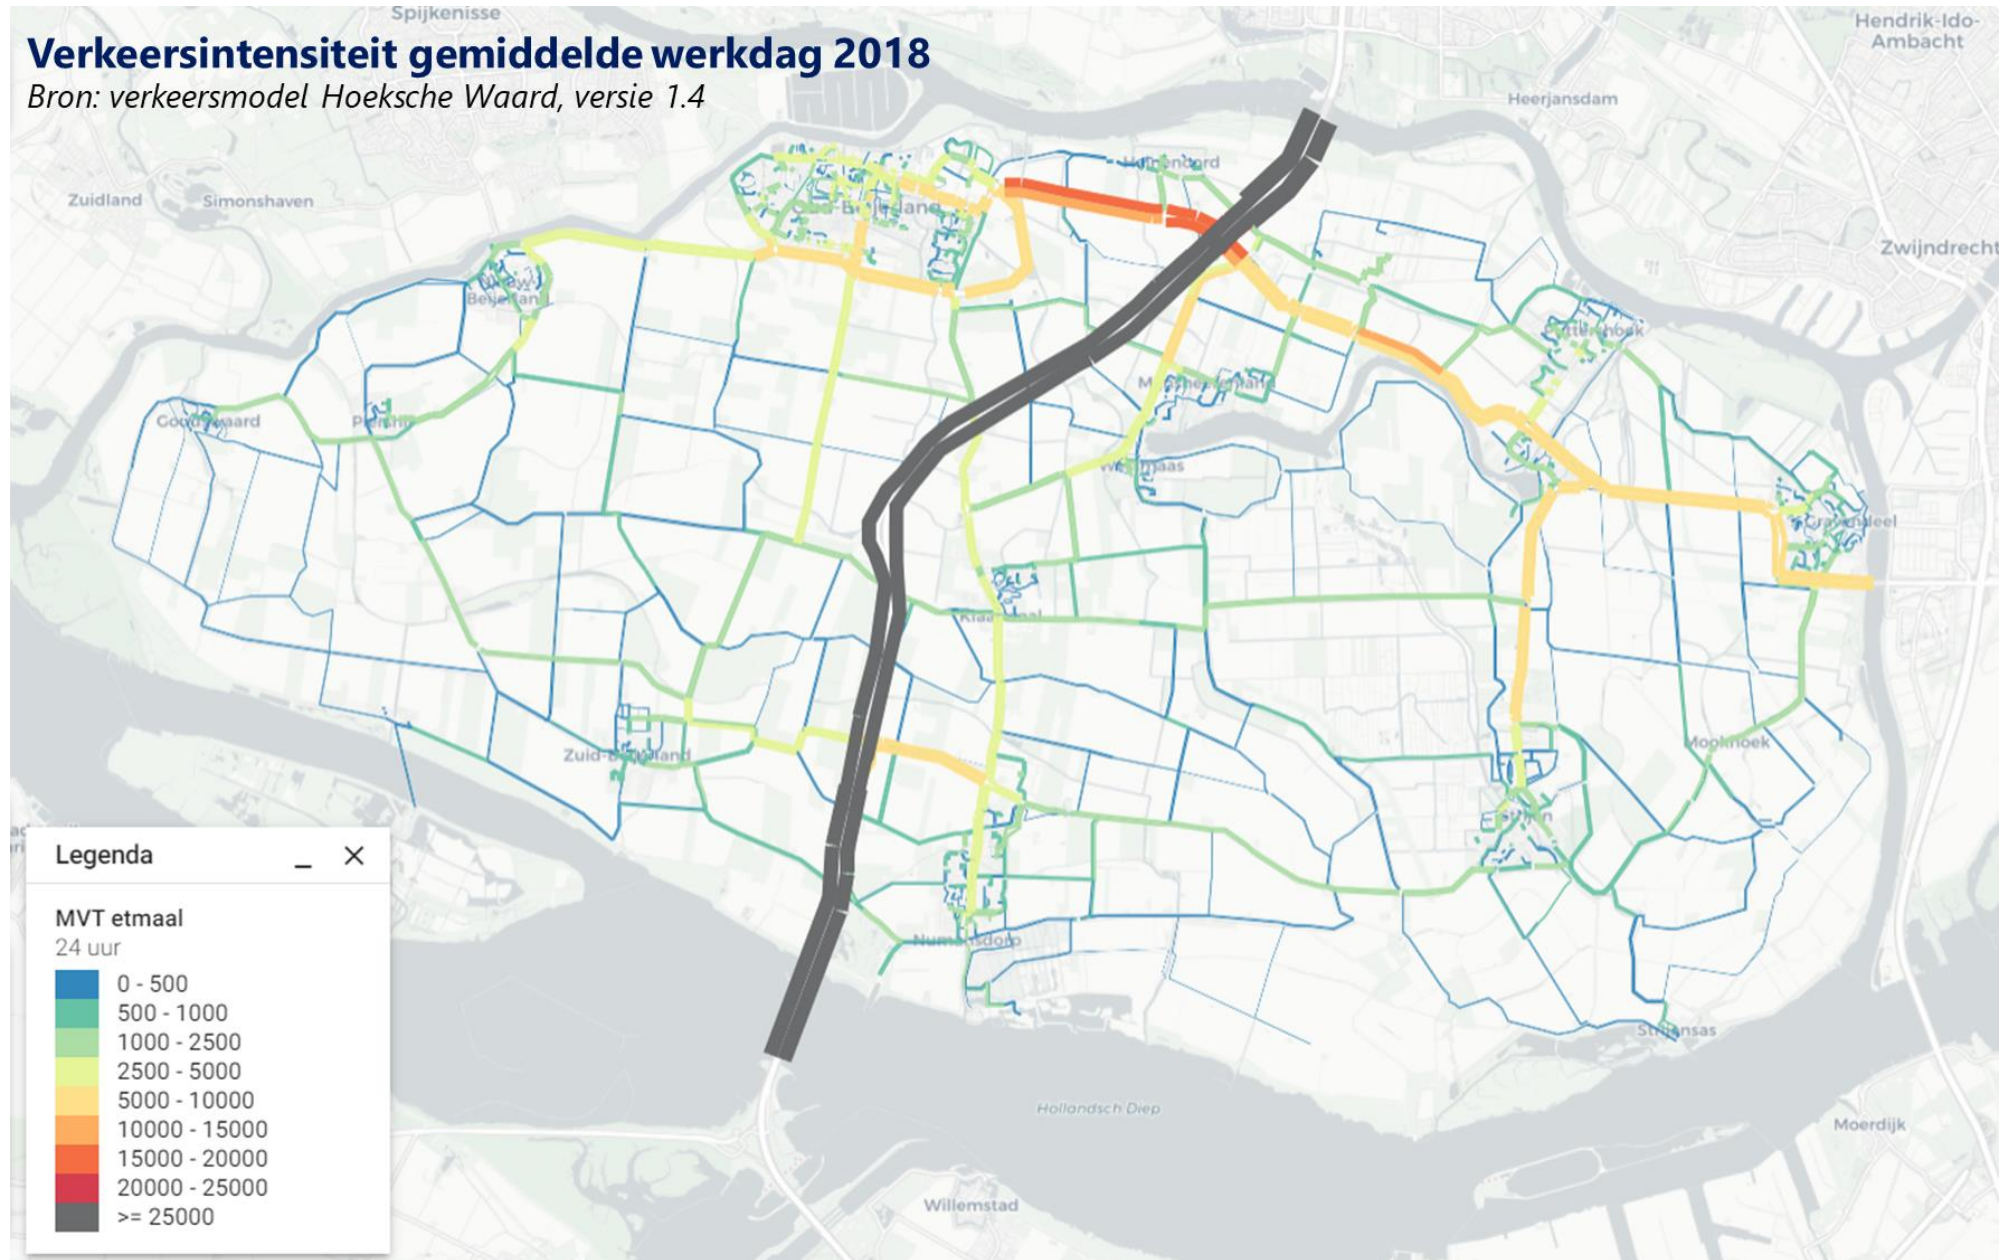 Spijkenisse
Hendrik-Ido-
Ambacht
Verkeersintensiteit gemiddelde werkdag 2018
Bron: verkeersmodel Hoeksche Waard, versie 1.4
Heerjansdam
Zuidland
Simonshaven
Zwijndrecht
Mookhoek
Hollandsch Diep
Moerdijk
Willemstad
Legenda
MVT etmaal
24 uur
0 - 500
500 - 1000
1000 - 2500
2500 - 5000
5000 - 10000
10000 - 15000
15000 - 20000
20000 - 25000
>= 25000